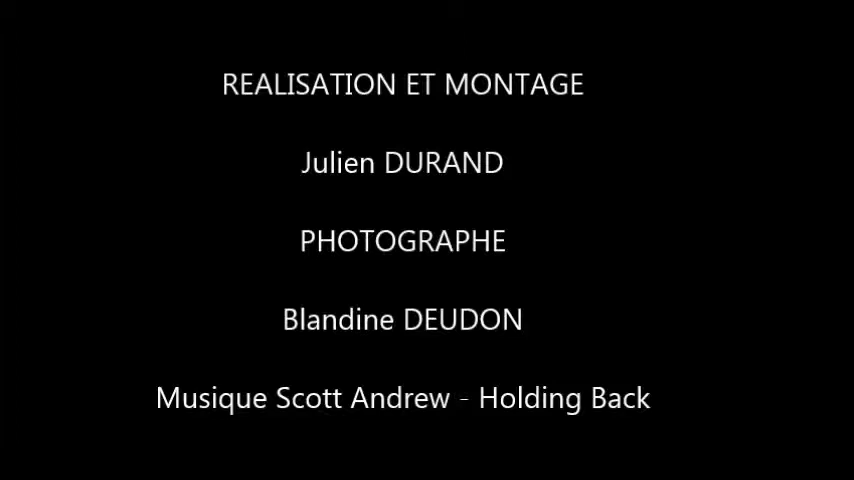 REALISATION ET MONTAGE
Julien DURAND
PHOTOGRAPHE
Blandine DEUDON
Musique Scott Andrew - Holding Back